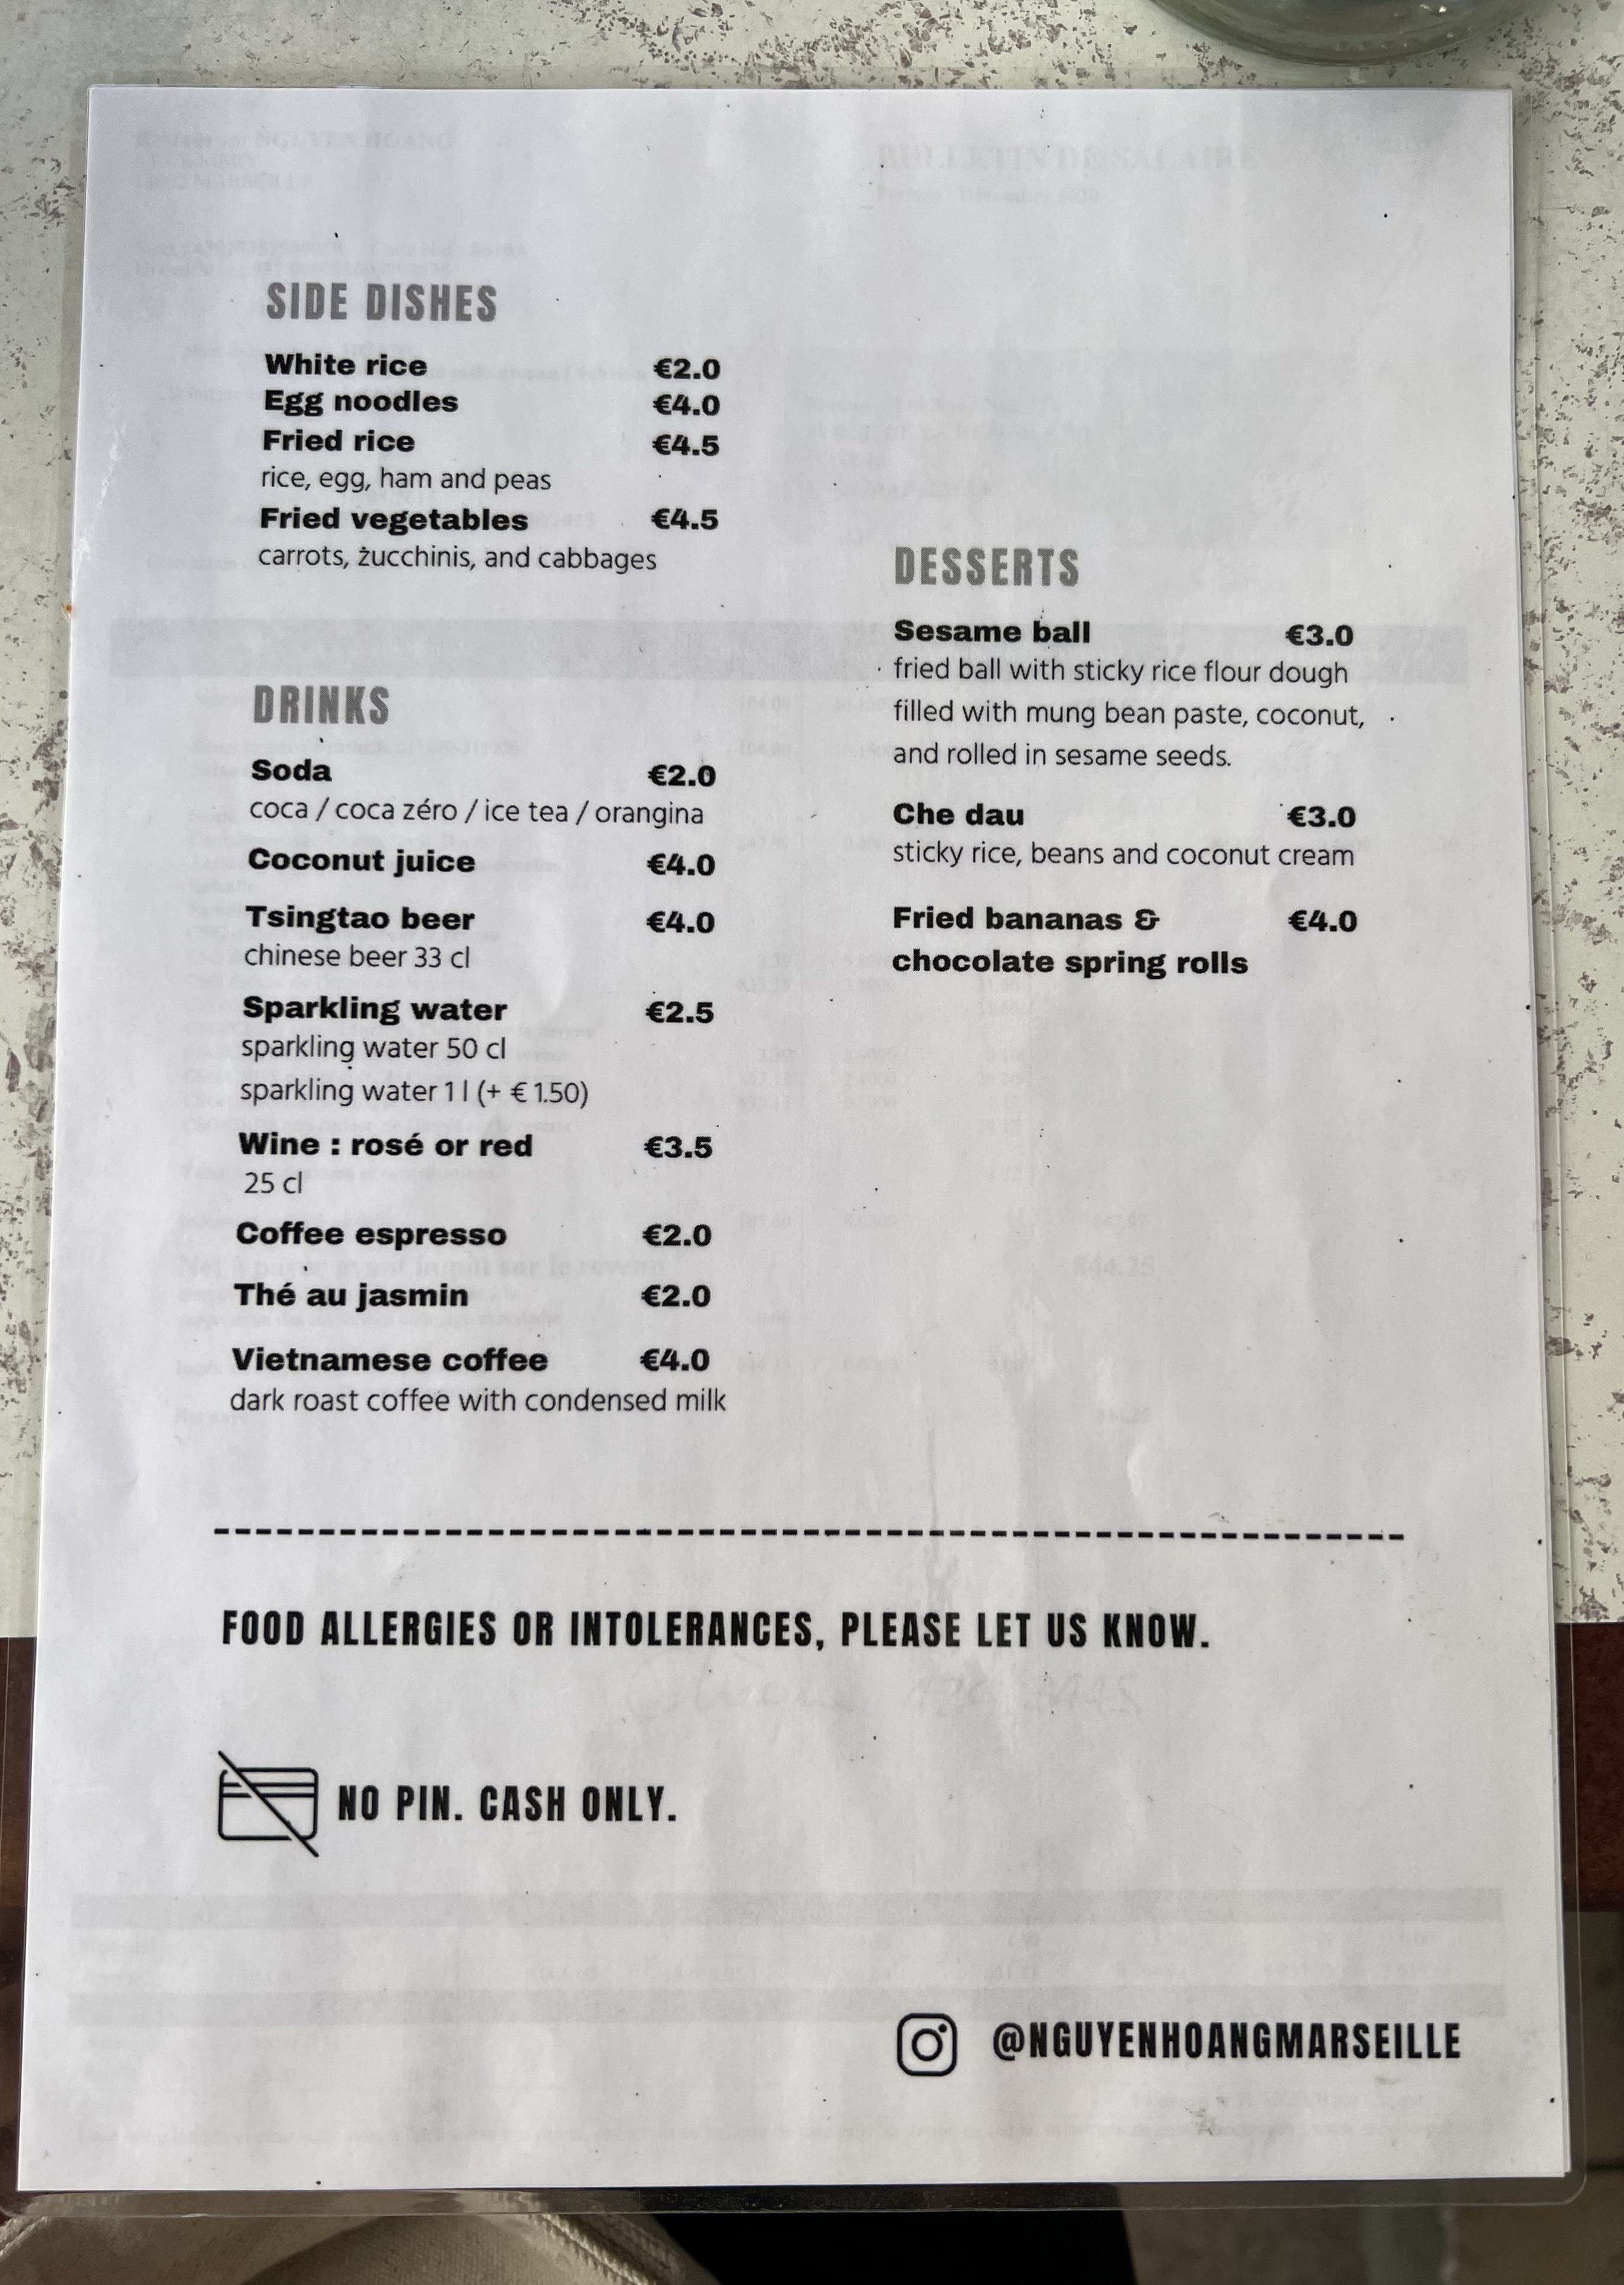 SIDE DISHES
White rice €2.0
Egg noodles €4.0
Fried rice €4.5
rice, egg, ham and peas
Fried vegetables €4.5
carrots, zucchinis, and cabbages
DRINKS
Soda €2.0
coca / coca zéro / ice tea / orangina
Coconut juice €4.0
Tsingtao beer €4.0
chinese beer 33 cl
Sparkling water €2.5
sparkling water 50 cl
sparkling water 1 l (+ € 1.50)
Wine : rosé or red €3.5
25 cl
Coffee espresso €2.0
Thé au jasmin €2.0
Vietnamese coffee €4.0
dark roast coffee with condensed milk
DESSERTS
Sesame ball €3.0
fried ball with sticky rice flour dough
filled with mung bean paste, coconut,
and rolled in sesame seeds.
Che dau €3.0
sticky rice, beans and coconut cream
Fried bananas & €4.0
chocolate spring rolls
FOOD ALLERGIES OR INTOLERANCES, PLEASE LET US KNOW.
NO PIN. CASH ONLY.
@NGUYENHOANGMARSEILLE